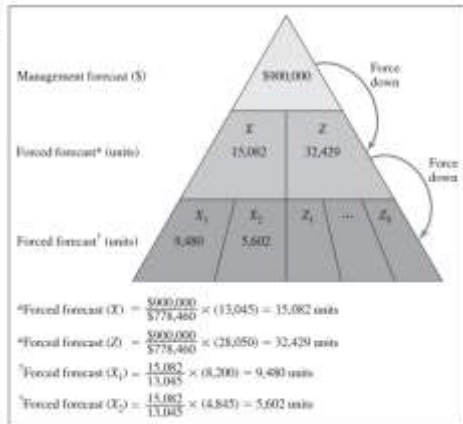 Management forecast ($)
$900,000
Force
down
X
Z
Forced forecast* (units)
15,082
32,429
Force
down
X₁
X₂
Z₁
...
Forced forecast† (units)
9,480
5,602
*Forced forecast (X) = $900,000 / $778,460 × (13,045) = 15,082 units
*Forced forecast (Z) = $900,000 / $778,460 × (28,050) = 32,429 units
†Forced forecast (X₁) = 15,082 / 13,045 × (8,200) = 9,480 units
†Forced forecast (X₂) = 15,082 / 13,045 × (4,845) = 5,602 units